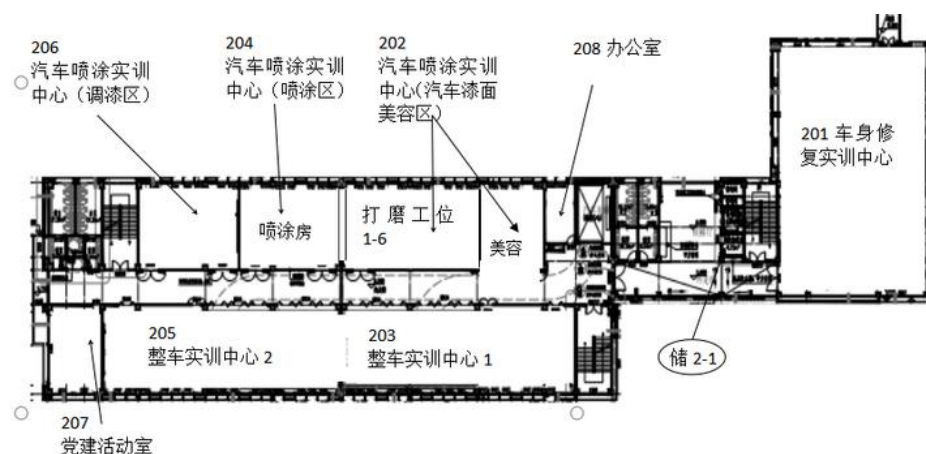 206
汽车喷涂实训
中心（调漆区）
204
汽车喷涂实训
中心（喷涂区）
202
汽车喷涂实训
中心(汽车漆面
美容区）
208 办公室
201 车身修
复实训中心
喷涂房
打磨工位
1-6
美容
205
整车实训中心 2
203
整车实训中心 1
储 2-1
207
党建活动室